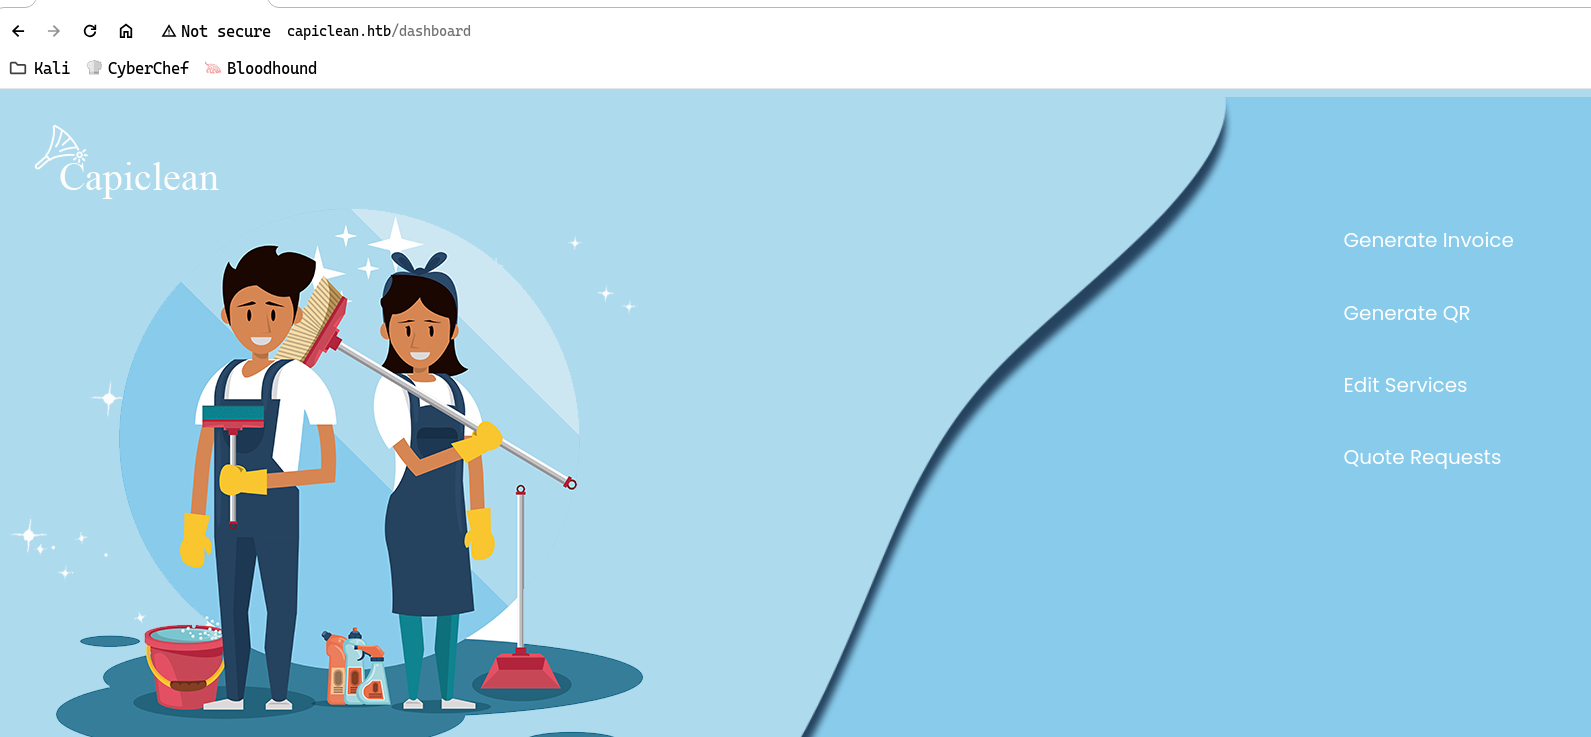 Not secure capiclean.htb/dashboard
Kali CyberChef Bloodhound
Capiclean
Generate Invoice
Generate QR
Edit Services
Quote Requests